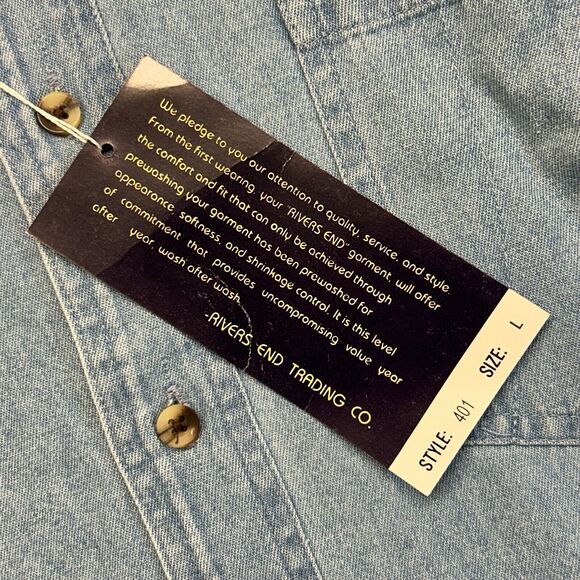 We pledge to you our attention to quality, service, and style
From the first wearing, your 'RIVERS END' garment will offer
the comfort and fit that can only be achieved through
prewashing your garment has been prewashed for
appearance, softness, and shrinkage control. It is this level
of commitment that provides uncompromising value year
after year, wash after wash.
-RIVERS END TRADING CO.
STYLE: 401 SIZE: L